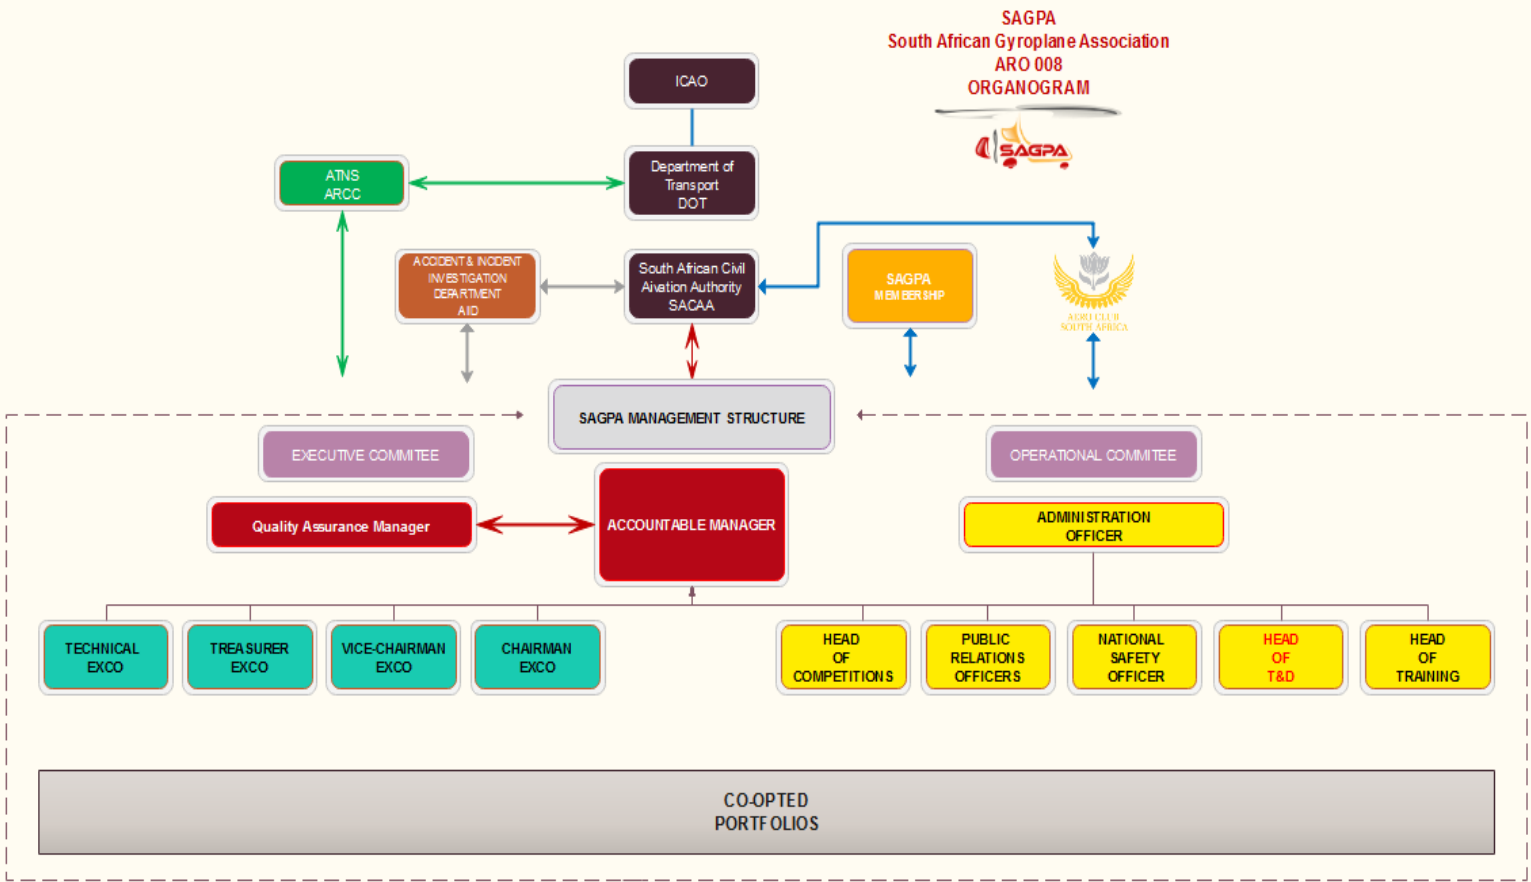 SAGPA
South African Gyroplane Association
ARO 008
ORGANOGRAM
SAGPA
ICAO
Department of
Transport
DOT
ATNS
ARCC
ACCIDENT & INCIDENT
INVESTIGATION
DEPARTMENT
AIID
South African Civil
Aivation Authority
SACAA
SAGPA
MEMBERSHIP
AERO CLUB
SOUTH AFRICA
SAGPA MANAGEMENT STRUCTURE
EXECUTIVE COMMITEE
OPERATIONAL COMMITEE
Quality Assurance Manager
ACCOUNTABLE MANAGER
ADMINISTRATION
OFFICER
TECHNICAL
EXCO
TREASURER
EXCO
VICE-CHAIRMAN
EXCO
CHAIRMAN
EXCO
HEAD
OF
COMPETITIONS
PUBLIC
RELATIONS
OFFICERS
NATIONAL
SAFETY
OFFICER
HEAD
OF
T&D
HEAD
OF
TRAINING
CO-OPTED
PORTFOLIOS